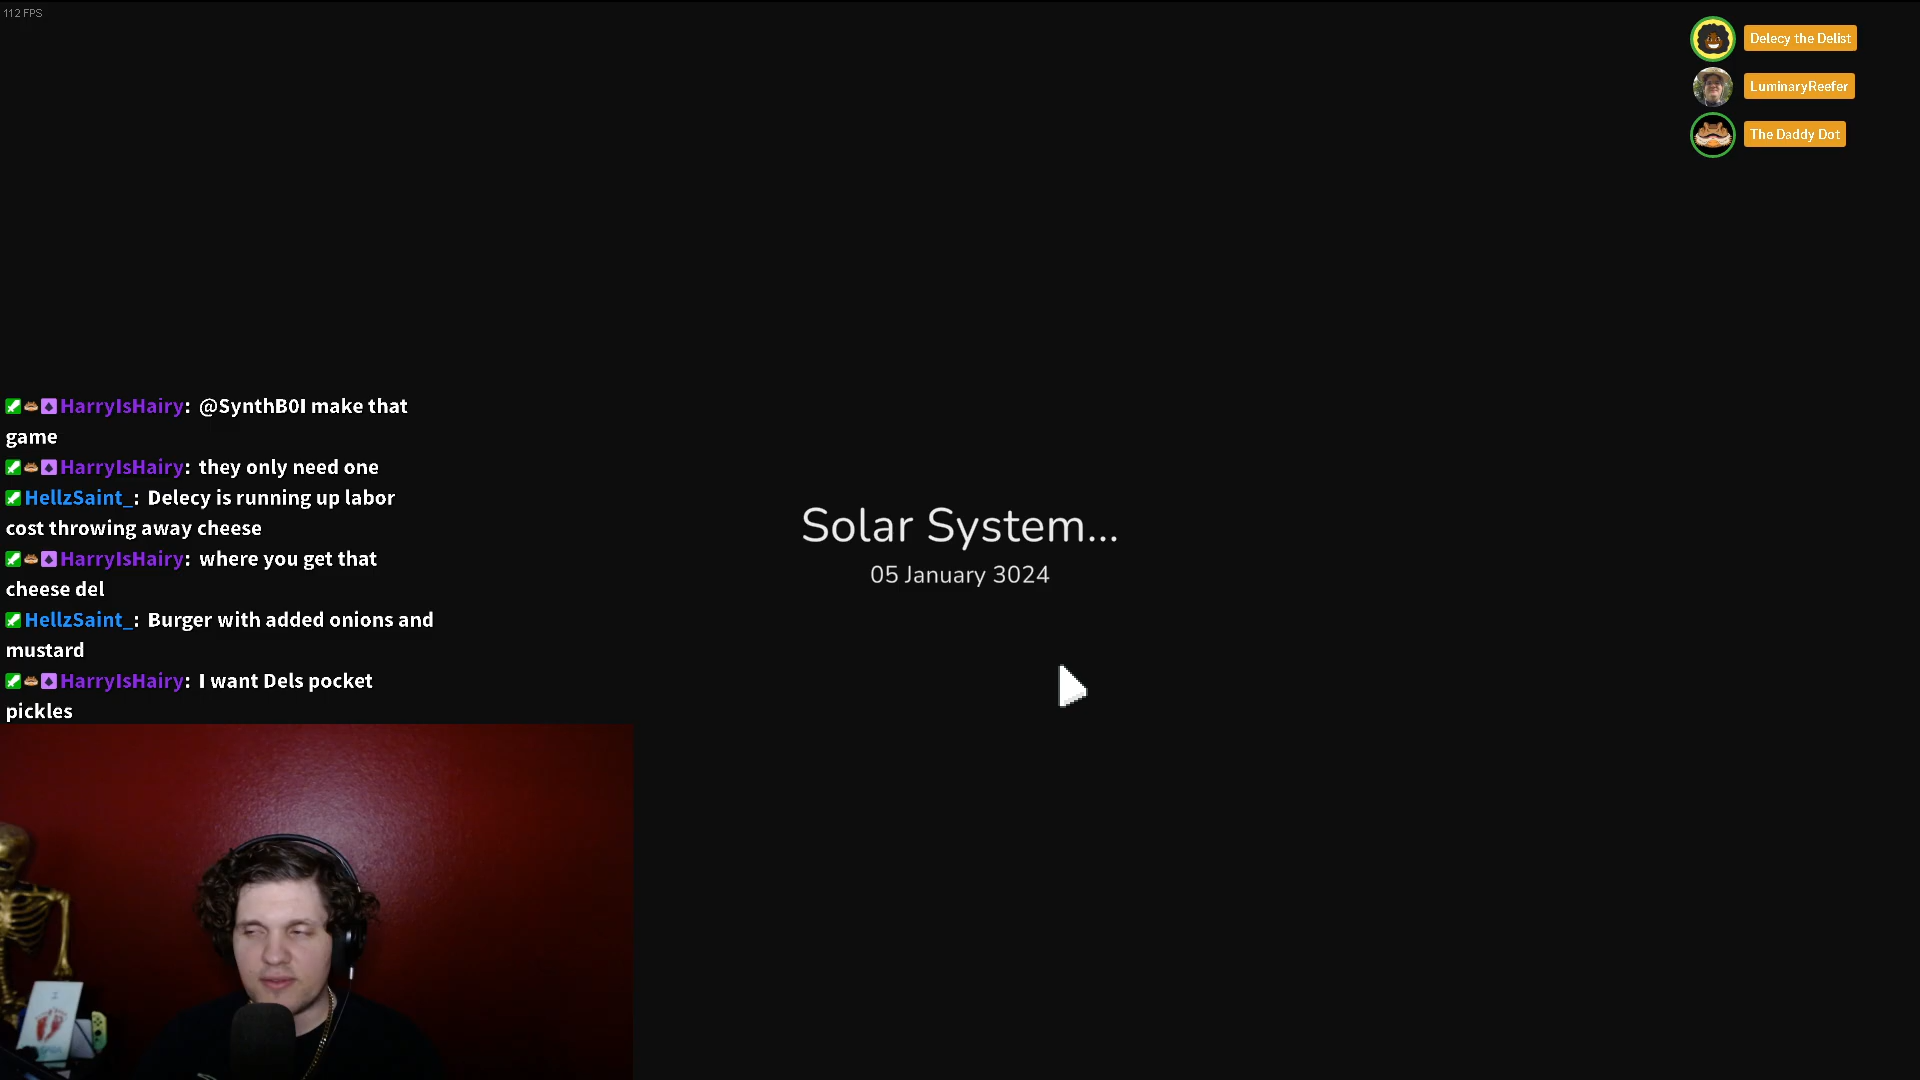 112 FPS
Delecy the Delist
LuminaryReefer
The Daddy Dot
HarryIsHairy: @SynthB0I make that
game
HarryIsHairy: they only need one
HellzSaint_: Delecy is running up labor
cost throwing away cheese
HarryIsHairy: where you get that
cheese del
HellzSaint_: Burger with added onions and
mustard
HarryIsHairy: I want Dels pocket
pickles
Solar System...
05 January 3024